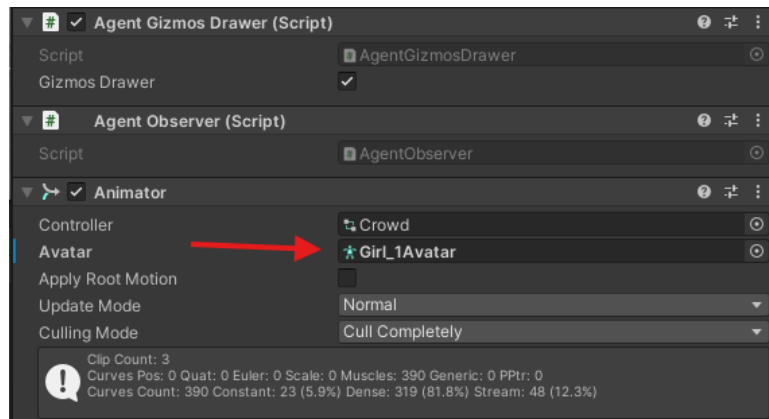 Agent Gizmos Drawer (Script)
Script AgentGizmosDrawer
Gizmos Drawer
Agent Observer (Script)
Script AgentObserver
Animator
Controller Crowd
Avatar Girl_1Avatar
Apply Root Motion
Update Mode Normal
Culling Mode Cull Completely
Clip Count: 3
Curves Pos: 0 Quat: 0 Euler: 0 Scale: 0 Muscles: 390 Generic: 0 PPtr: 0
Curves Count: 390 Constant: 23 (5.9%) Dense: 319 (81.8%) Stream: 48 (12.3%)